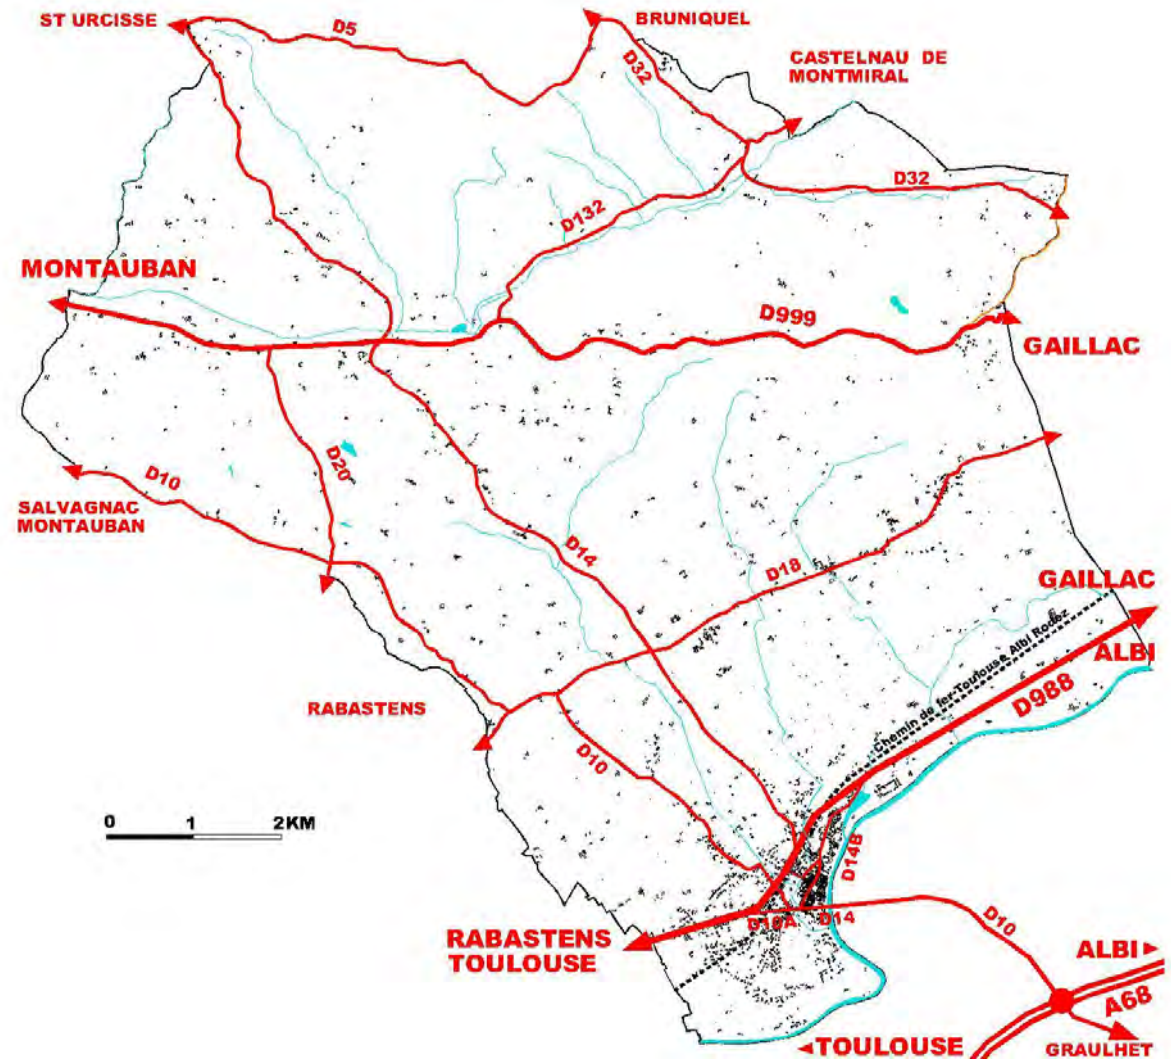 ST URCISSE
D5
BRUNIQUEL
D32
CASTELNAU DE
MONTMIRAL
D32
D132
MONTAUBAN
D999
GAILLAC
D10
D20
SALVAGNAC
MONTAUBAN
D14
D18
GAILLAC
ALBI
Chemin de fer-Toulouse Albi Rodez
D988
RABASTENS
D10
0 1 2KM
D14B
D10A
D14
D10
RABASTENS
TOULOUSE
ALBI
A68
TOULOUSE
GRAULHET